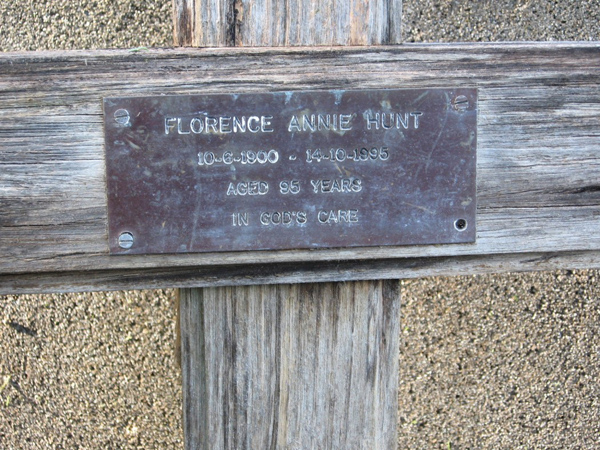 FLORENCE ANNIE HUNT
10-6-1900 - 14-10-1995
AGED 95 YEARS
IN GOD'S CARE